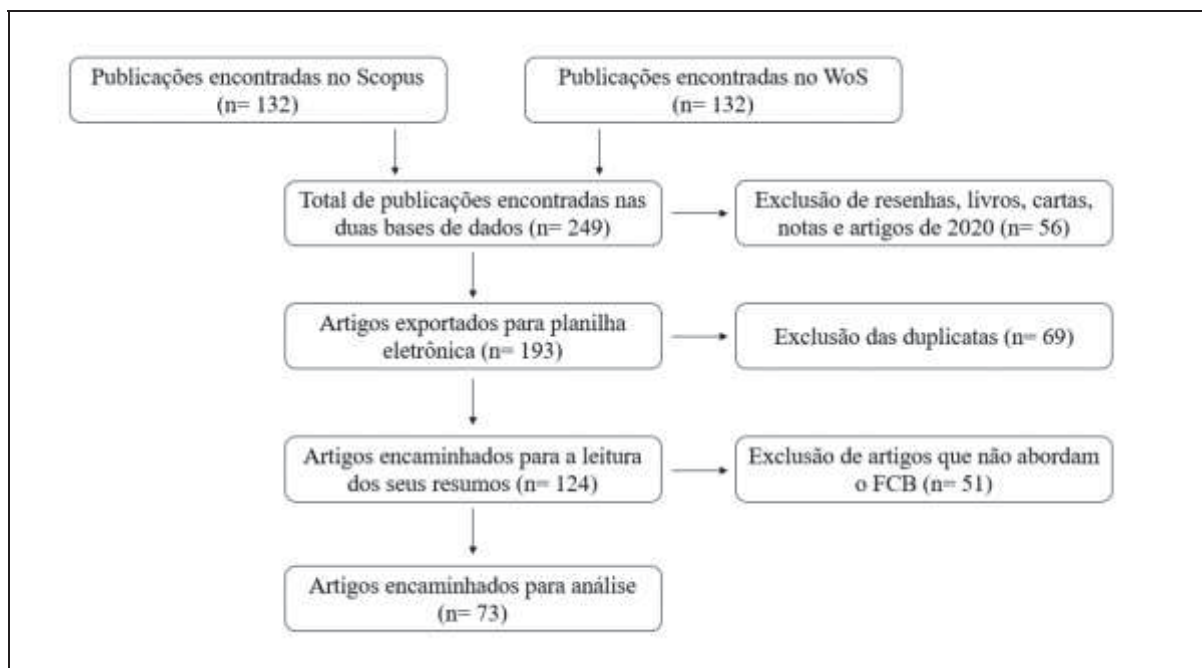 Publicações encontradas no Scopus
(n= 132)
Publicações encontradas no WoS
(n= 132)
Total de publicações encontradas nas
duas bases de dados (n= 249)
Exclusão de resenhas, livros, cartas,
notas e artigos de 2020 (n= 56)
Artigos exportados para planilha
eletrônica (n= 193)
Exclusão das duplicatas (n= 69)
Artigos encaminhados para a leitura
dos seus resumos (n= 124)
Exclusão de artigos que não abordam
o FCB (n= 51)
Artigos encaminhados para análise
(n= 73)